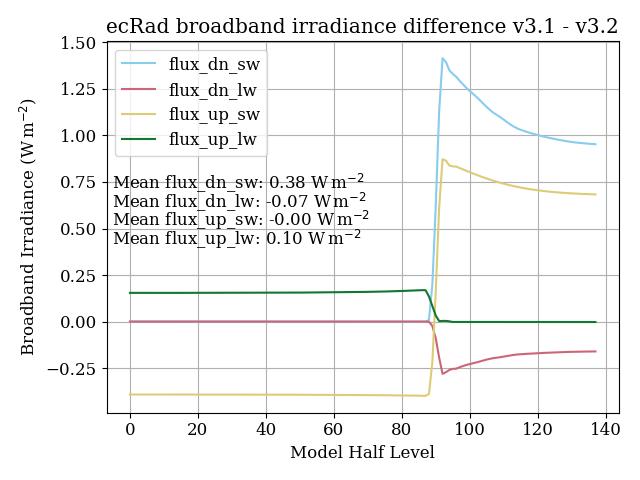 ecRad broadband irradiance difference v3.1 - v3.2
1.50
1.25
1.00
0.75
0.50
0.25
0.00
−0.25
Broadband Irradiance (W m⁻²)
flux_dn_sw
flux_dn_lw
flux_up_sw
flux_up_lw
Mean flux_dn_sw: 0.38 W m⁻²
Mean flux_dn_lw: -0.07 W m⁻²
Mean flux_up_sw: -0.00 W m⁻²
Mean flux_up_lw: 0.10 W m⁻²
0 20 40 60 80 100 120 140
Model Half Level